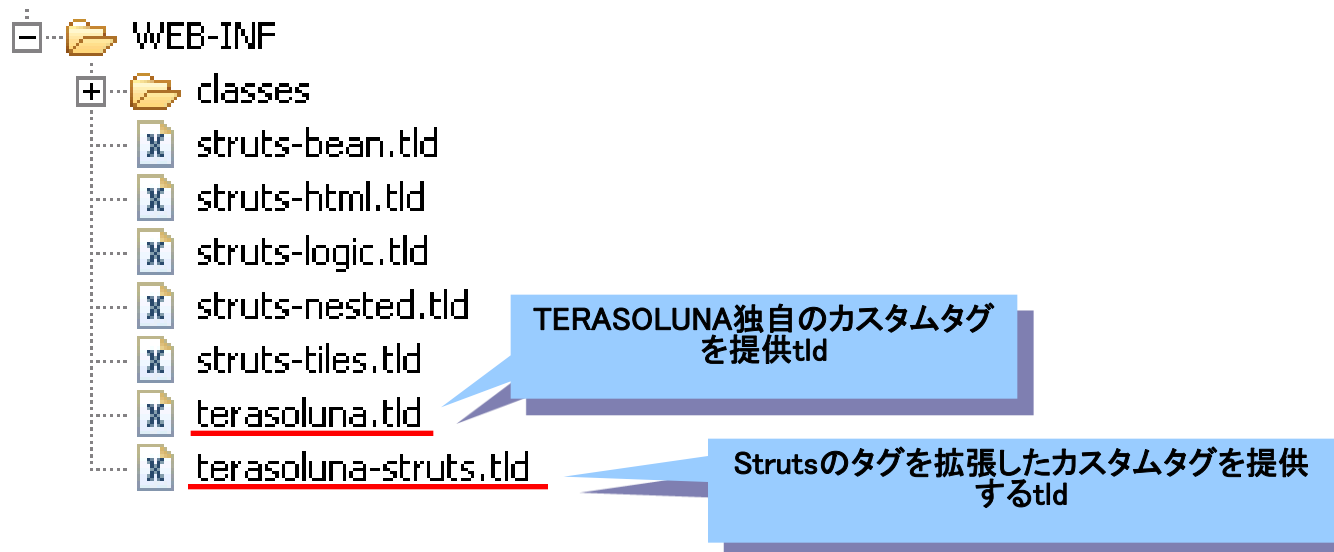 WEB-INF
classes
struts-bean.tld
struts-html.tld
struts-logic.tld
struts-nested.tld
TERASOLUNA独自のカスタムタグ
を提供tld
struts-tiles.tld
terasoluna.tld
terasoluna-struts.tld
Strutsのタグを拡張したカスタムタグを提供
するtld